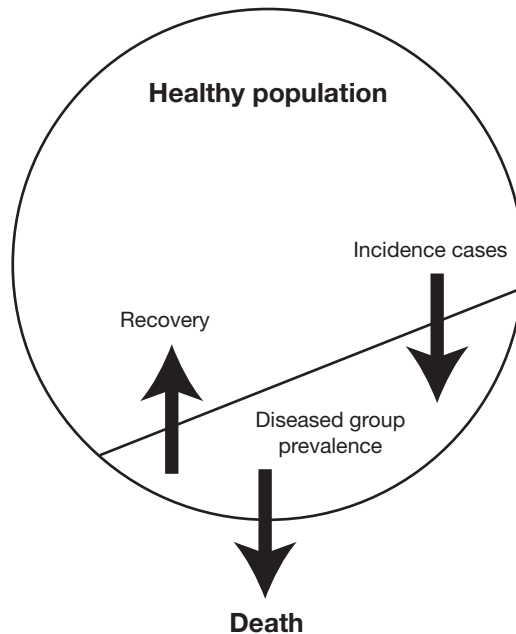 Healthy population
Incidence cases
Recovery
Diseased group
prevalence
Death